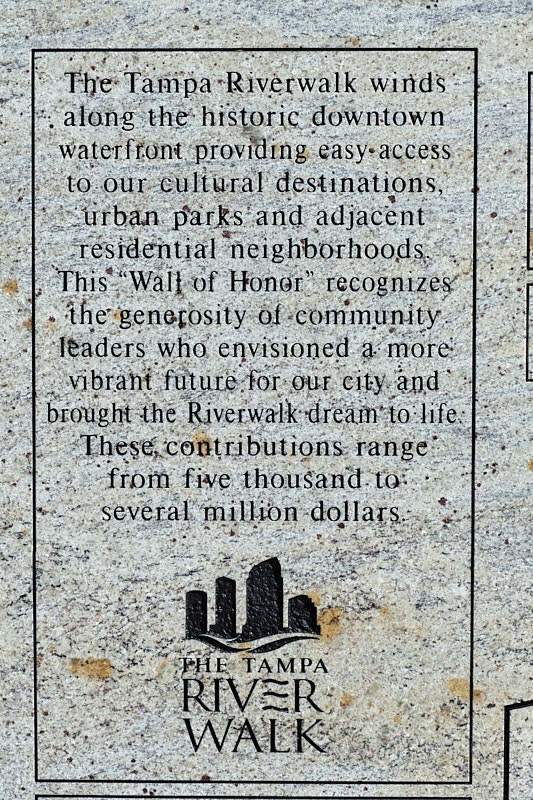 The Tampa Riverwalk winds
along the historic downtown
waterfront providing easy access
to our cultural destinations,
urban parks and adjacent
residential neighborhoods.
This “Wall of Honor” recognizes
the generosity of community
leaders who envisioned a more
vibrant future for our city and
brought the Riverwalk dream to life.
These contributions range
from five thousand to
several million dollars.
THE TAMPA
RIVER
WALK